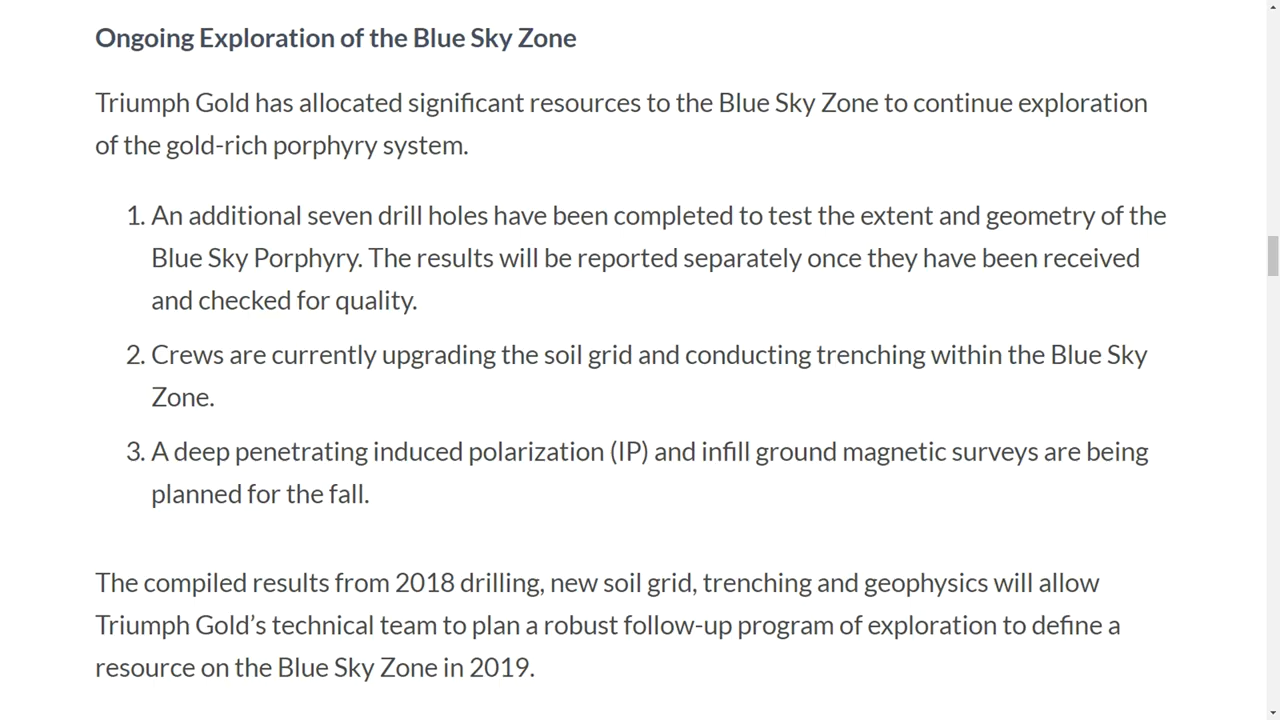 Ongoing Exploration of the Blue Sky Zone
Triumph Gold has allocated significant resources to the Blue Sky Zone to continue exploration
of the gold-rich porphyry system.
1. An additional seven drill holes have been completed to test the extent and geometry of the
Blue Sky Porphyry. The results will be reported separately once they have been received
and checked for quality.
2. Crews are currently upgrading the soil grid and conducting trenching within the Blue Sky
Zone.
3. A deep penetrating induced polarization (IP) and infill ground magnetic surveys are being
planned for the fall.
The compiled results from 2018 drilling, new soil grid, trenching and geophysics will allow
Triumph Gold’s technical team to plan a robust follow-up program of exploration to define a
resource on the Blue Sky Zone in 2019.